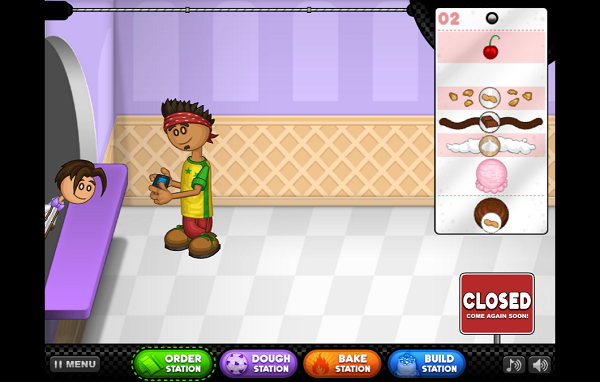 02
CLOSED
COME AGAIN SOON!
MENU
ORDER
STATION
DOUGH
STATION
BAKE
STATION
BUILD
STATION